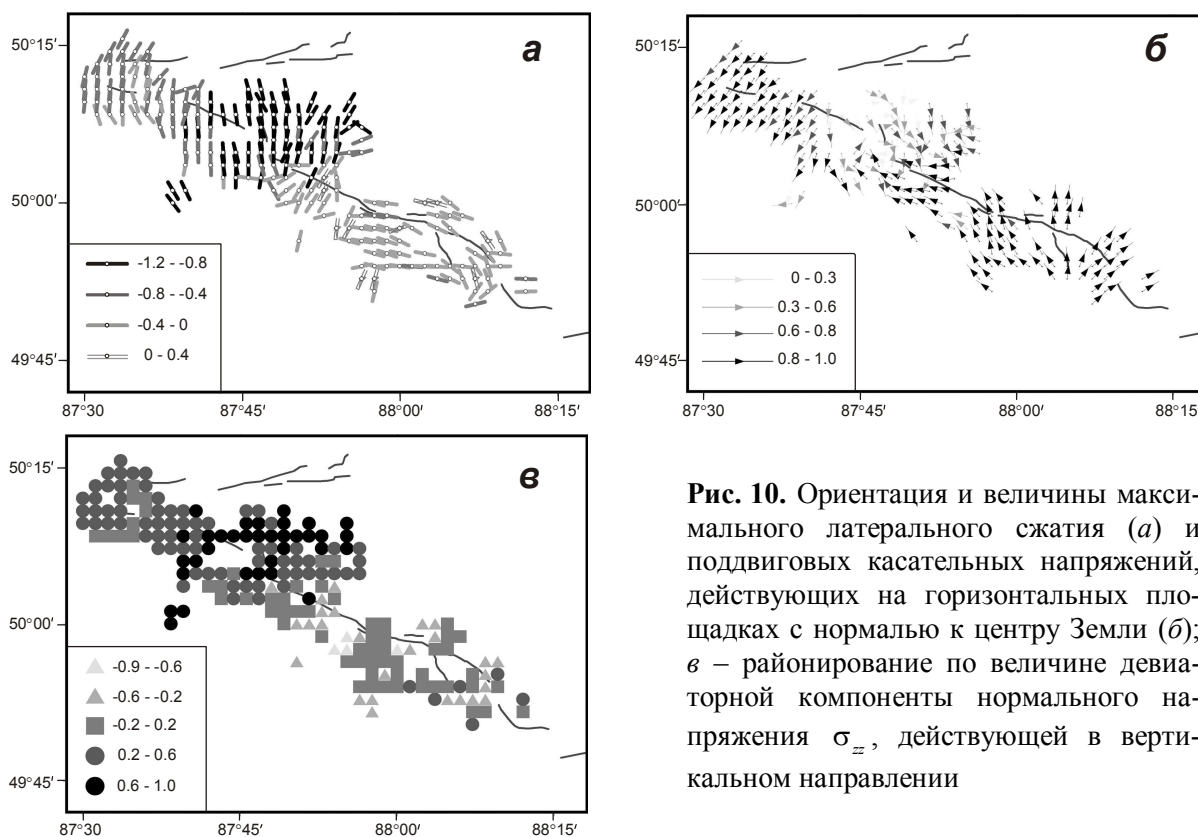 а
50°15′
50°00′
49°45′
-1.2 - -0.8
-0.8 - -0.4
-0.4 - 0
0 - 0.4
87°30 87°45′ 88°00′ 88°15′
б
50°15′
50°00′
49°45′
0 - 0.3
0.3 - 0.6
0.6 - 0.8
0.8 - 1.0
87°30′ 87°45′ 88°00′ 88°15′
в
50°15′
50°00′
49°45′
-0.9 - -0.6
-0.6 - -0.2
-0.2 - 0.2
0.2 - 0.6
0.6 - 1.0
87°30 87°45′ 88°00′ 88°15′
Рис. 10. Ориентация и величины макси-
мального латерального сжатия (а) и
поддвиговых касательных напряжений,
действующих на горизонтальных пло-
щадках с нормалью к центру Земли (б);
в – районирование по величине девиа-
торной компоненты нормального на-
пряжения σzz, действующей в верти-
кальном направлении